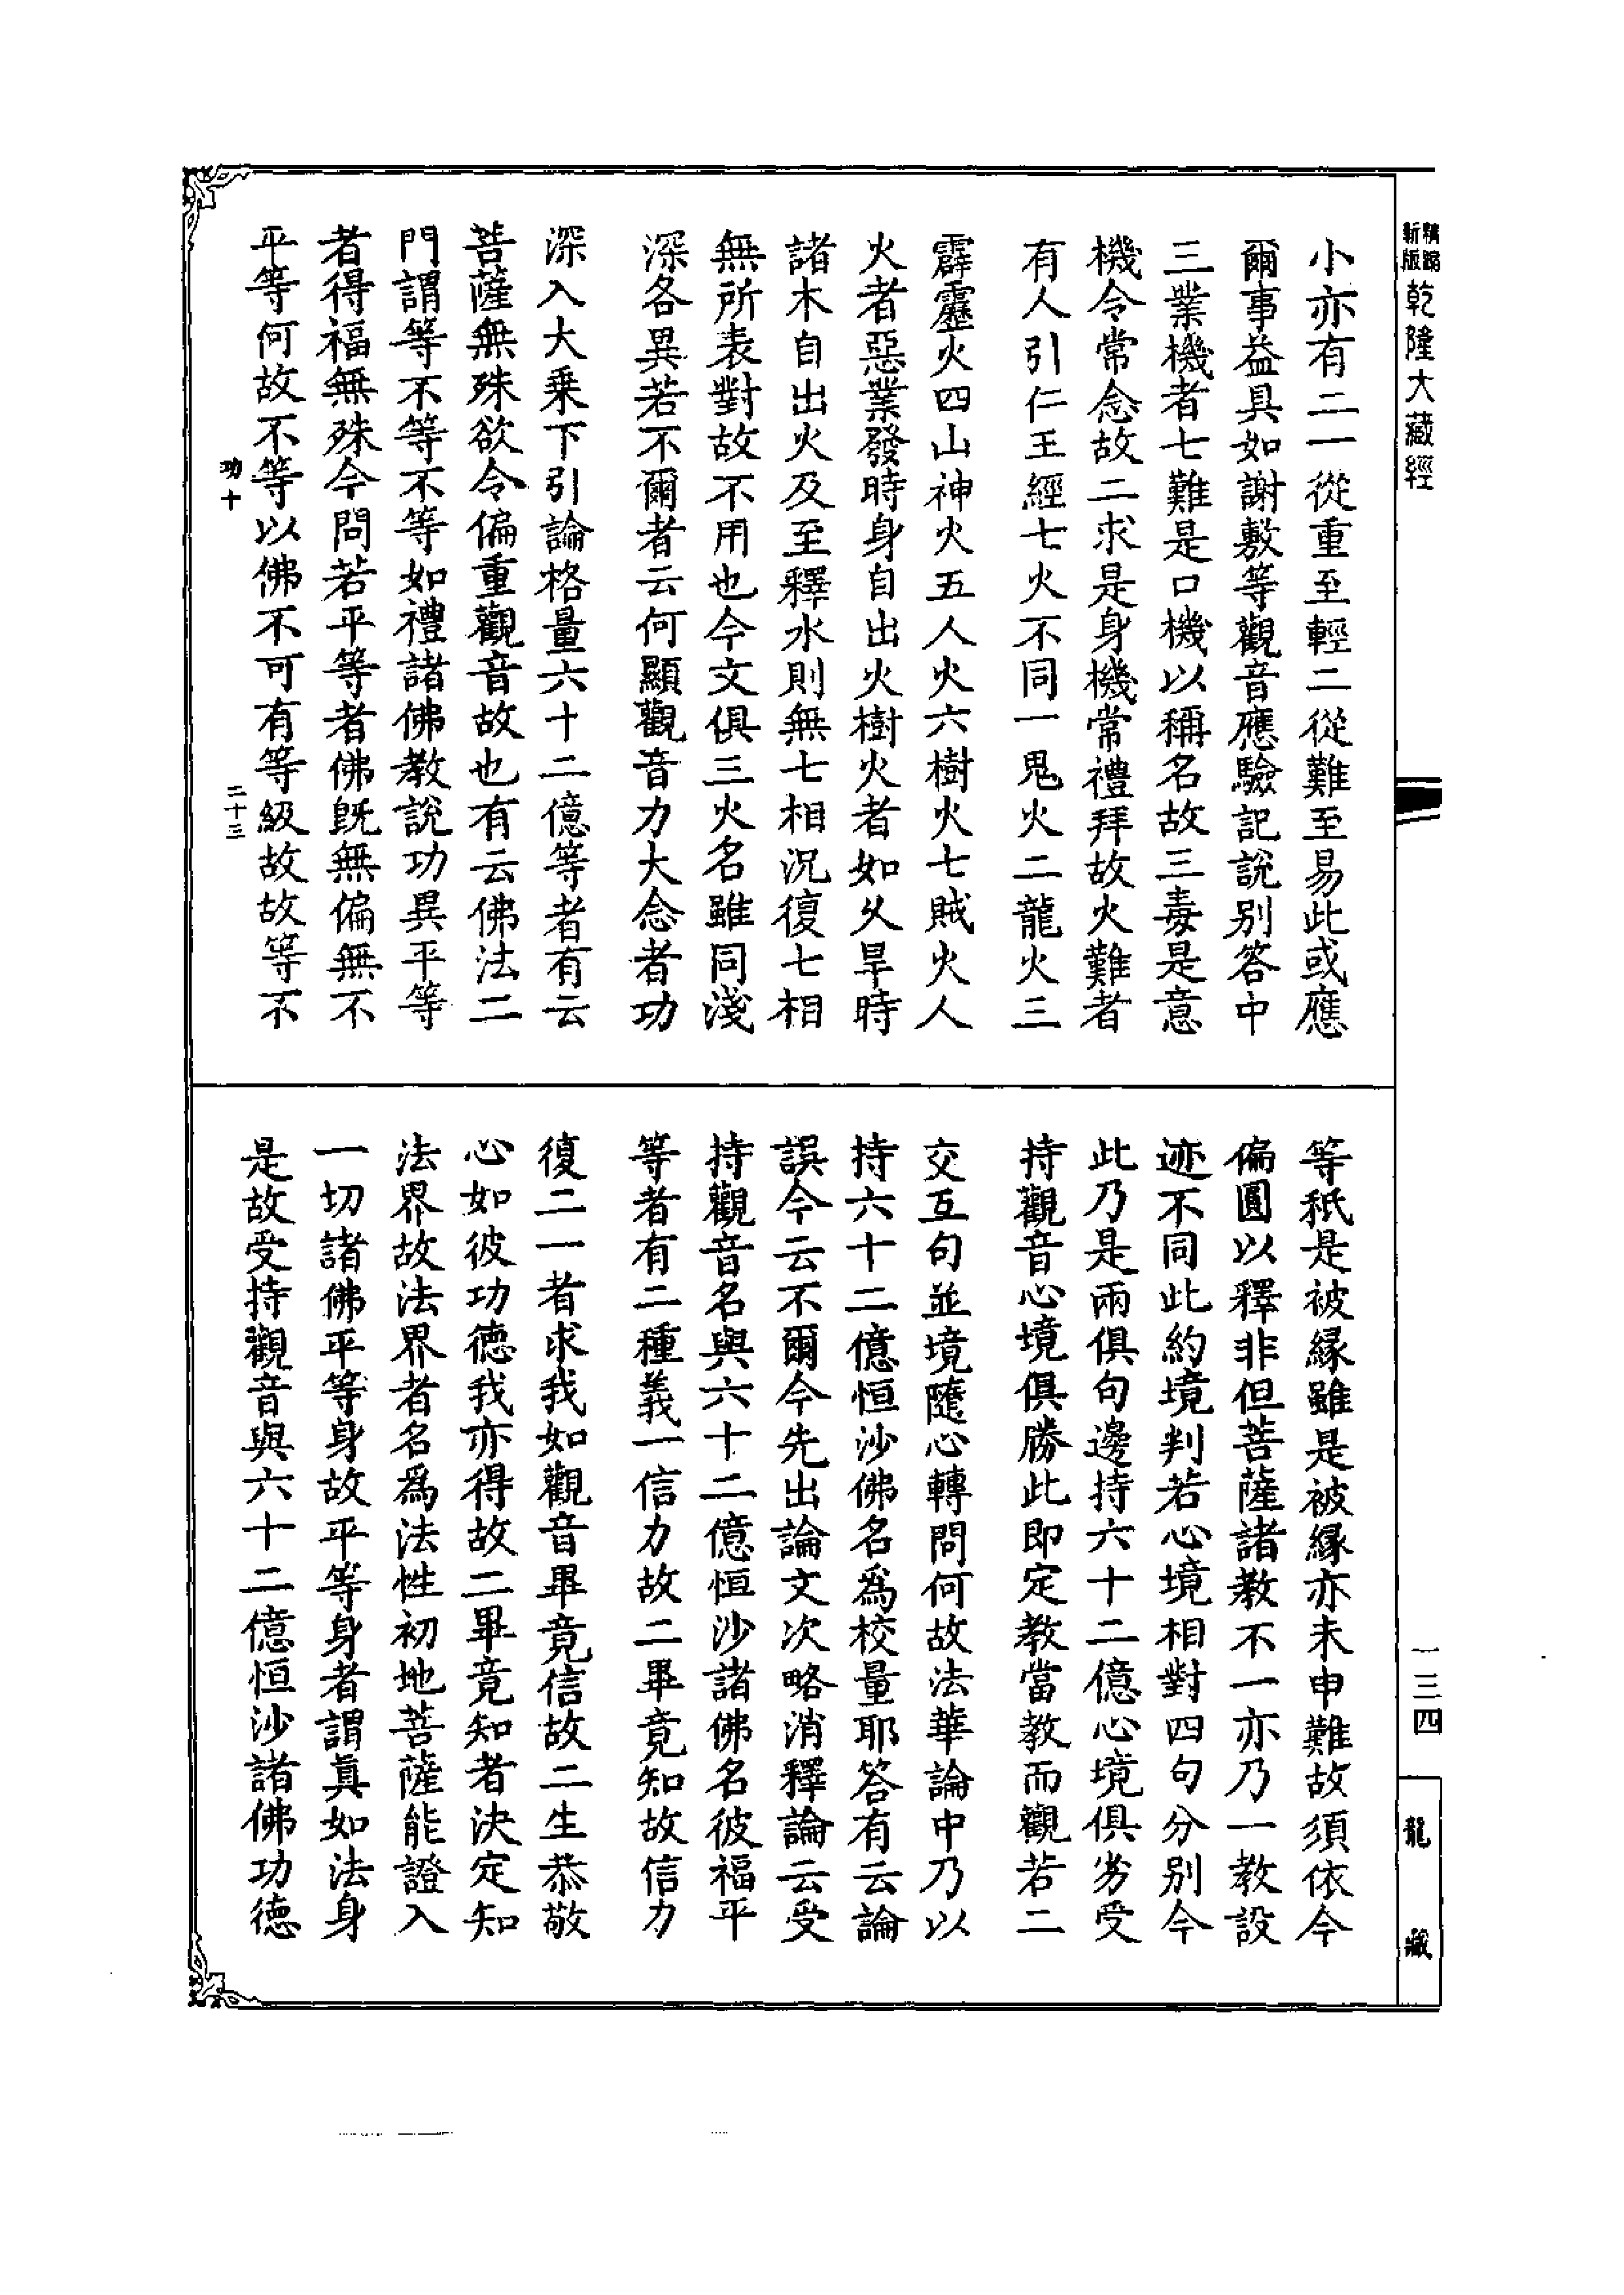 新版乾隆大藏經
小亦有二一從重至輕二從難至易此或應
爾事益具如謝敷等觀音應驗記說别答中
三業機者七難是口機以稱名故三毒是意
機令常念故二求是身機常禮拜故火難者
有人引仁王經七火不同一鬼火二龍火三
霹靂火四山神火五人火六樹火七賊火人
火者惡業發時身自出火樹火者如久旱時
諸木自出火及至釋水則無七相況復七相
無所表對故不用也今文俱三火名雖同淺
深各異若不爾者云何顯觀音力大念者功
深入大乘下引論格量六十二億等者有云
菩薩無殊欲令偏重觀音故也有云佛法二
門謂等不等不等如禮諸佛教說功異平等
者得福無殊今問若平等者佛旣無偏無不
平等何故不等以佛不可有等級故故等不
功十
二十三
等秖是被緣雖是被緣亦未申難故須依今
偏圓以釋非但菩薩諸教不一亦乃一教設
迹不同此約境判若心境相對四句分别今
此乃是兩俱句邊持六十二億心境俱劣受
持觀音心境俱勝此即定教當教而觀若二
交互句並境隨心轉問何故法華論中乃以
持六十二億恒沙佛名爲校量耶答有云論
誤今云不爾今先出論文次略消釋論云受
持觀音名與六十二億恒沙諸佛名彼福平
等者有二種義一信力故二畢竟知故信力
復二一者求我如觀音畢竟信故二生恭敬
心如彼功德我亦得故二畢竟知者決定知
法界故法界者名爲法性初地菩薩能證入
一切諸佛平等身故平等身者謂眞如法身
是故受持觀音與六十二億恒沙諸佛功德
一三四
龍藏